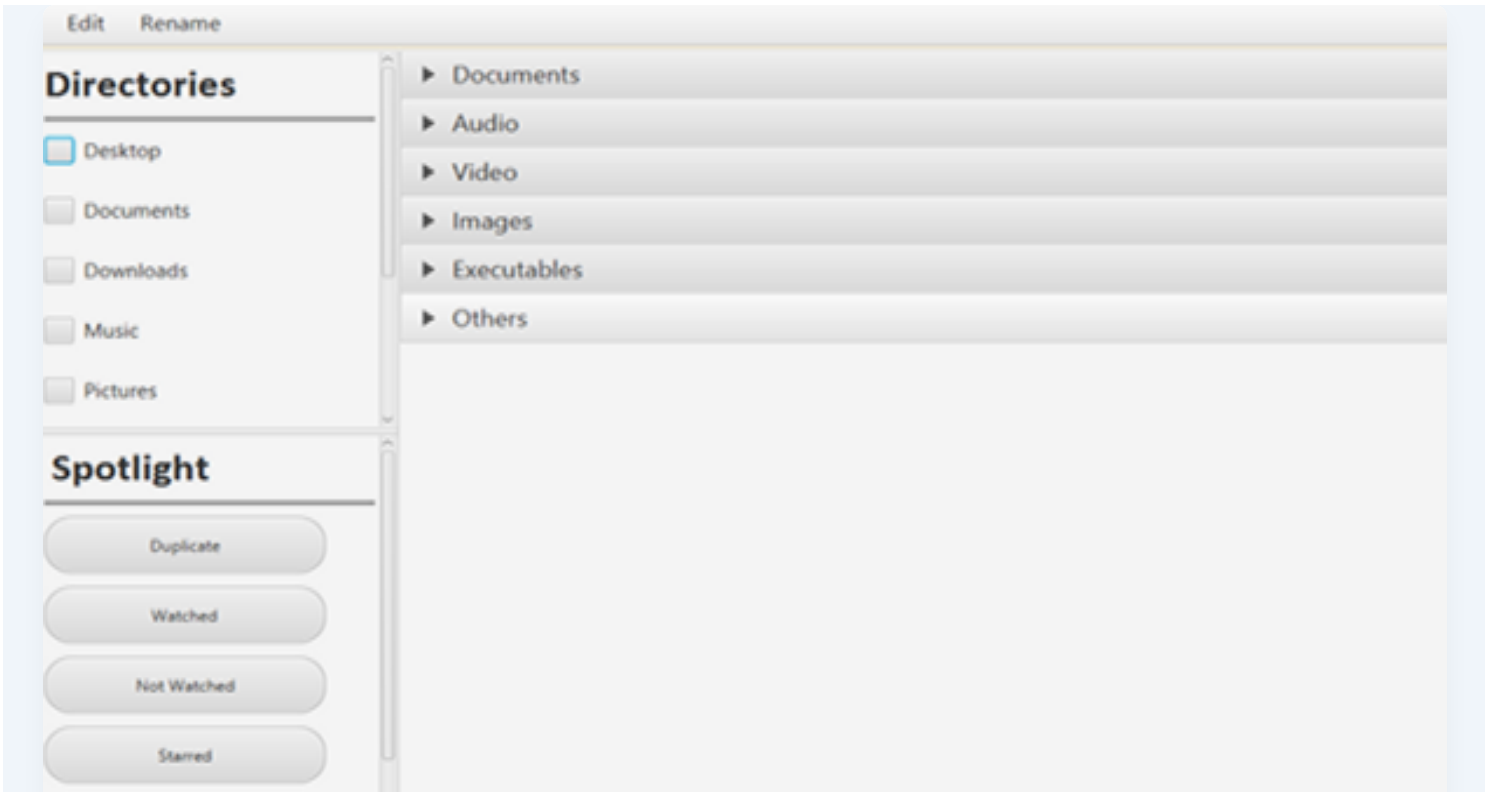 Edit Rename
Directories
Desktop
Documents
Downloads
Music
Pictures
Spotlight
Duplicate
Watched
Not Watched
Starred
Documents
Audio
Video
Images
Executables
Others